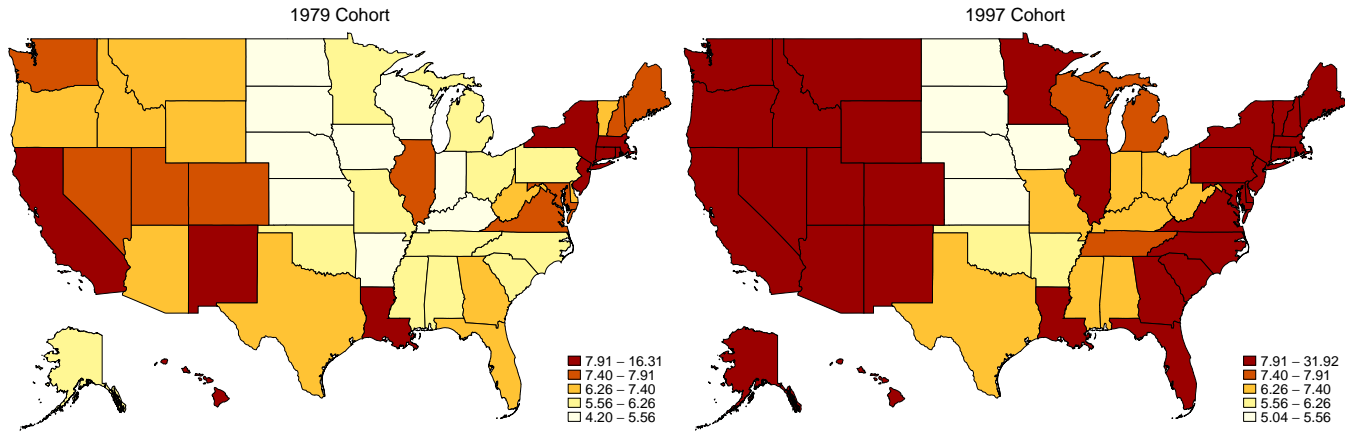 1979 Cohort
7.91 – 16.31
7.40 – 7.91
6.26 – 7.40
5.56 – 6.26
4.20 – 5.56
1997 Cohort
7.91 – 31.92
7.40 – 7.91
6.26 – 7.40
5.56 – 6.26
5.04 – 5.56